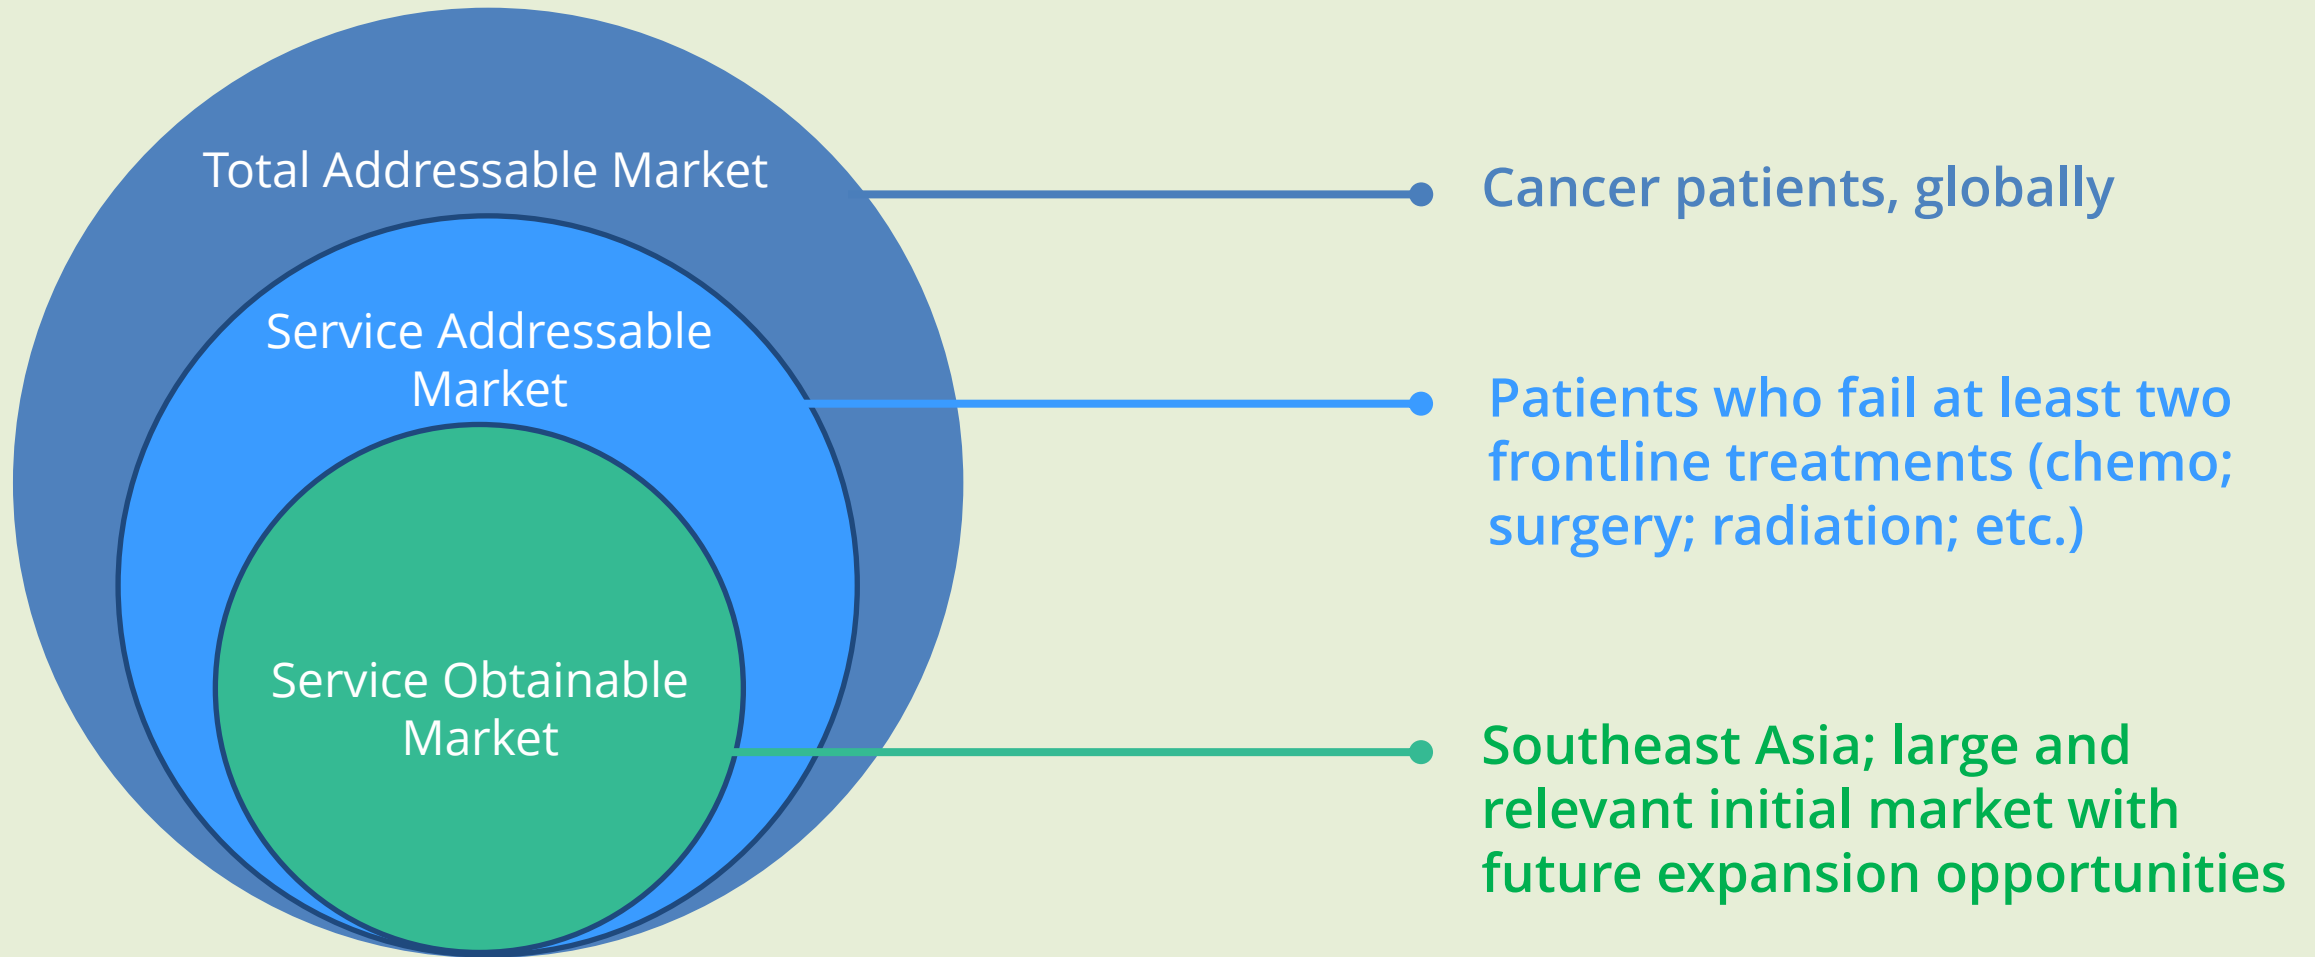 Total Addressable Market
Cancer patients, globally
Service Addressable
Market
Patients who fail at least two
frontline treatments (chemo;
surgery; radiation; etc.)
Service Obtainable
Market
Southeast Asia; large and
relevant initial market with
future expansion opportunities